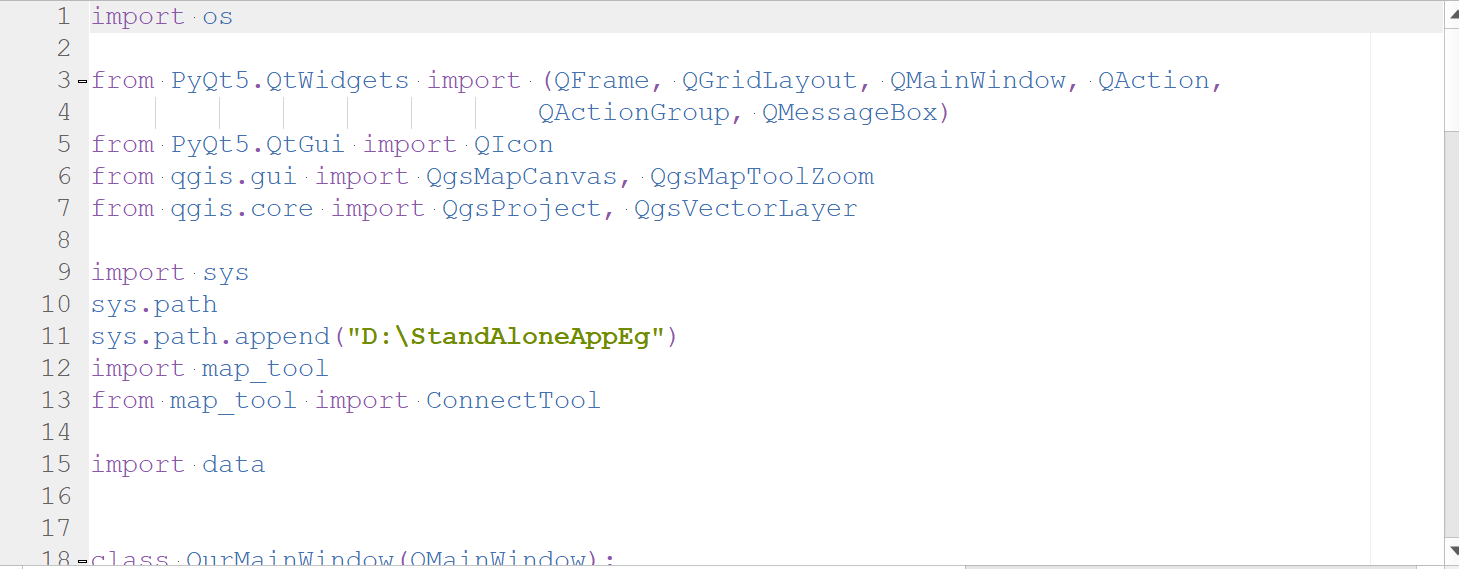 1 import os
2
3 from PyQt5.QtWidgets import (QFrame, QGridLayout, QMainWindow, QAction,
4 QActionGroup, QMessageBox)
5 from PyQt5.QtGui import QIcon
6 from qgis.gui import QgsMapCanvas, QgsMapToolZoom
7 from qgis.core import QgsProject, QgsVectorLayer
8
9 import sys
10 sys.path
11 sys.path.append("D:\StandAloneAppEg")
12 import map_tool
13 from map_tool import ConnectTool
14
15 import data
16
17
18 class OurMainWindow(QMainWindow):